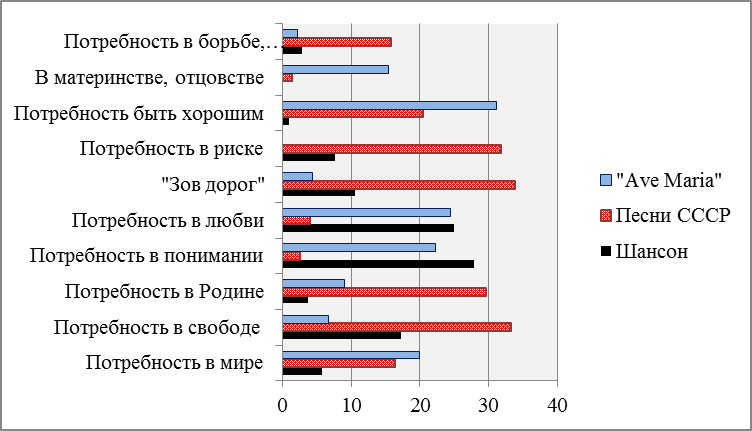 Потребность в борьбе,…
В материнстве, отцовстве
Потребность быть хорошим
Потребность в риске
"Зов дорог"
Потребность в любви
Потребность в понимании
Потребность в Родине
Потребность в свободе
Потребность в мире
0 10 20 30 40
"Ave Maria"
Песни СССР
Шансон